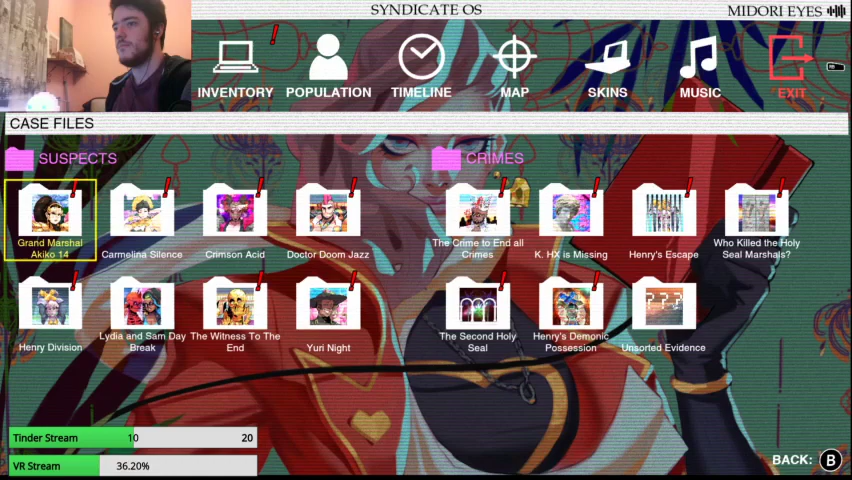 SYNDICATE OS
MIDORI EYES
INVENTORY
POPULATION
TIMELINE
MAP
SKINS
MUSIC
EXIT
CASE FILES
SUSPECTS
CRIMES
Grand Marshal
Akiko 14
Carmelina Silence
Crimson Acid
Doctor Doom Jazz
The Crime to End all
Crimes
K. HX is Missing
Henry's Escape
Who Killed the Holy
Seal Marshals?
Henry Division
Lydia and Sam Day
Break
The Witness To The
End
Yuri Night
The Second Holy
Seal
Henry's Demonic
Possession
? ? ?
Unsorted Evidence
Tinder Stream 10 20
VR Stream 36.20%
BACK: B